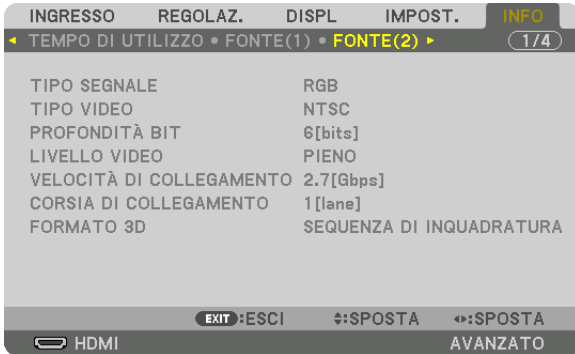 INGRESSO REGOLAZ. DISPL IMPOST. INFO
TEMPO DI UTILIZZO • FONTE(1) • FONTE(2) 1/4
TIPO SEGNALE RGB
TIPO VIDEO NTSC
PROFONDITÀ BIT 6[bits]
LIVELLO VIDEO PIENO
VELOCITÀ DI COLLEGAMENTO 2.7[Gbps]
CORSIA DI COLLEGAMENTO 1[lane]
FORMATO 3D SEQUENZA DI INQUADRATURA
EXIT :ESCI :SPOSTA :SPOSTA
HDMI AVANZATO